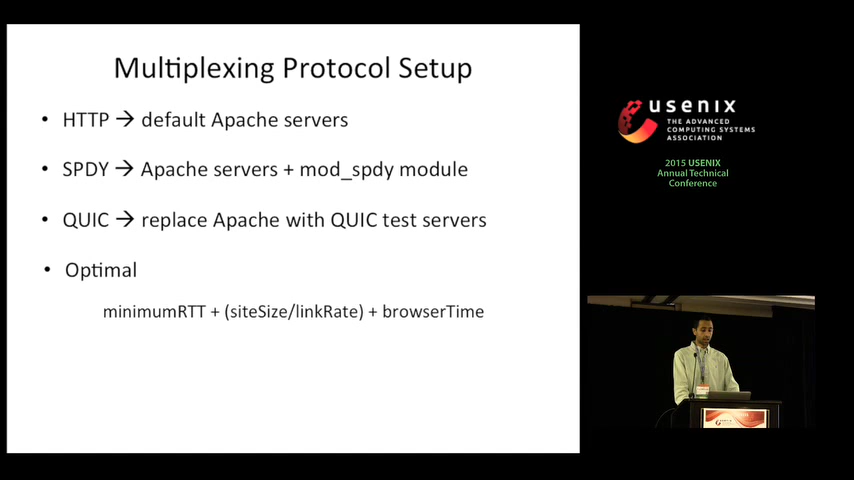 Multiplexing Protocol Setup
• HTTP → default Apache servers
• SPDY → Apache servers + mod_spdy module
• QUIC → replace Apache with QUIC test servers
• Optimal
minimumRTT + (siteSize/linkRate) + browserTime
usenix
THE ADVANCED
COMPUTING SYSTEMS
ASSOCIATION
2015 USENIX
Annual Technical
Conference